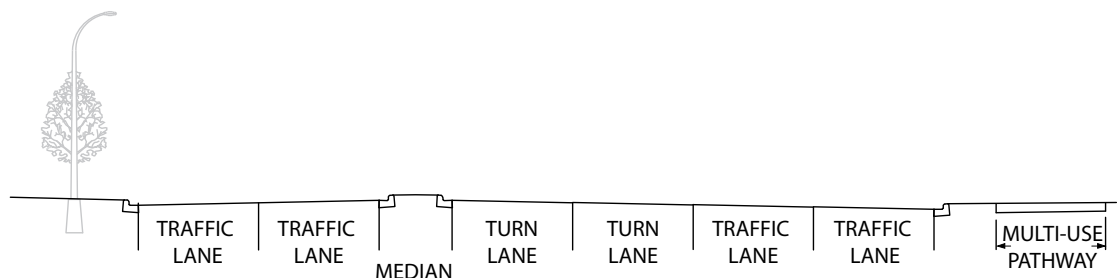 TRAFFIC
LANE
TRAFFIC
LANE
MEDIAN
TURN
LANE
TURN
LANE
TRAFFIC
LANE
TRAFFIC
LANE
MULTI-USE
PATHWAY